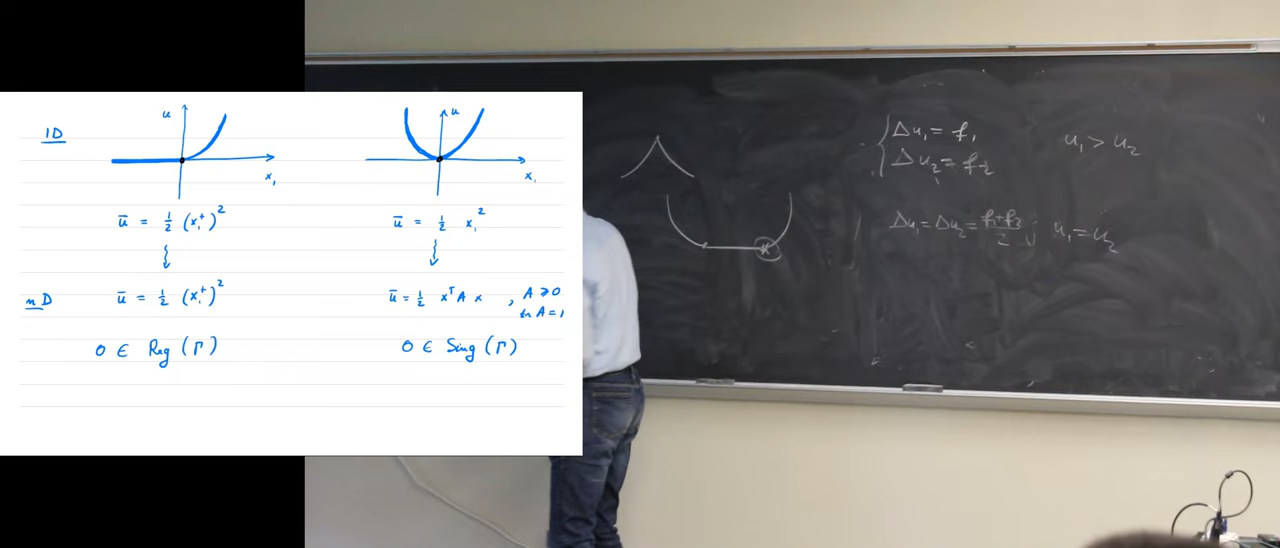 1D
u
x₁
u
x₁
ū = ½ (x₁⁺)²
ū = ½ x₁²
nD
ū = ½ (x₁⁺)²
ū = ½ xᵀ A x , A ⩾ 0
tr A = 1
0 ∈ Reg (Γ)
0 ∈ Sing (Γ)
Δu₁ = f₁
Δu₂ = f₂
u₁ > u₂
Δu₁ = Δu₂ = (f₁+f₂)/2 ; u₁ = u₂